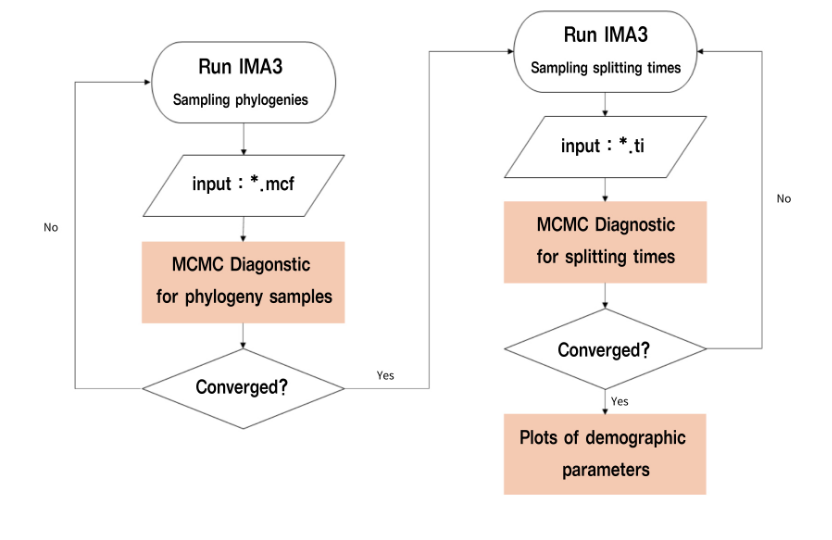 Run IMA3
Sampling phylogenies
input : *.mcf
No
MCMC Diagonstic
for phylogeny samples
Converged?
Yes
Run IMA3
Sampling splitting times
input : *.ti
No
MCMC Diagnostic
for splitting times
Converged?
Yes
Plots of demographic
parameters